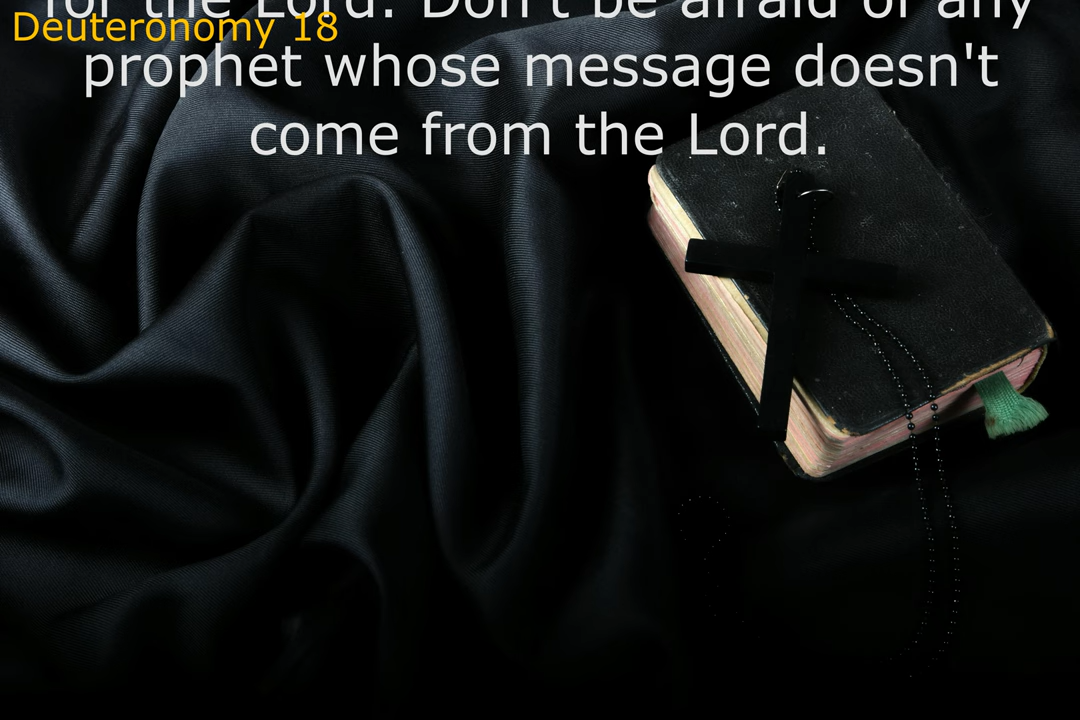 for the Lord. Don't be afraid of any
Deuteronomy 18
prophet whose message doesn't
come from the Lord.